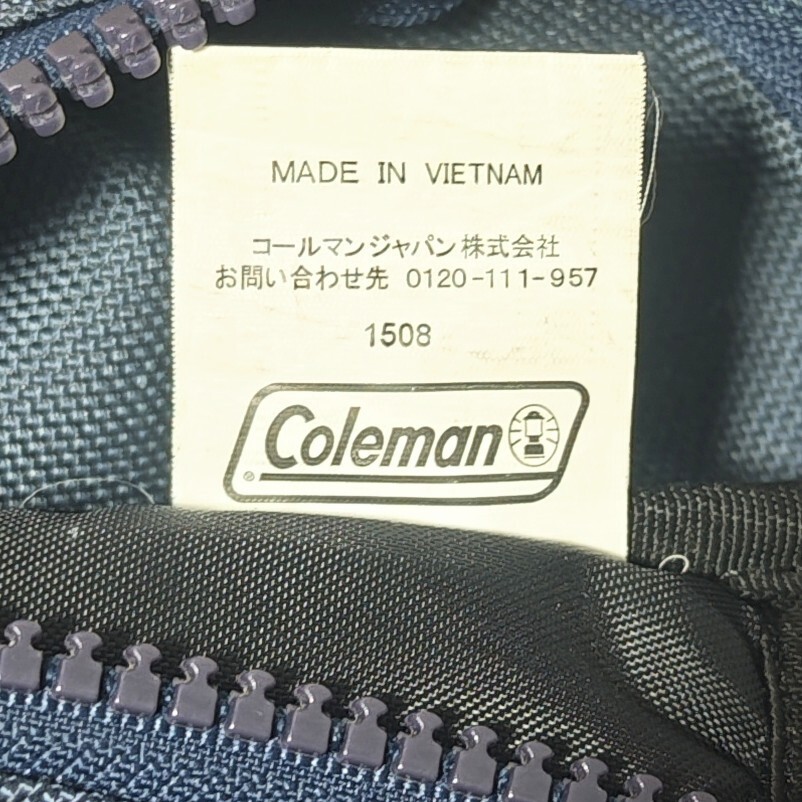 MADE IN VIETNAM
コールマンジャパン株式会社
お問い合わせ先 0120-111-957
1508
Coleman
®